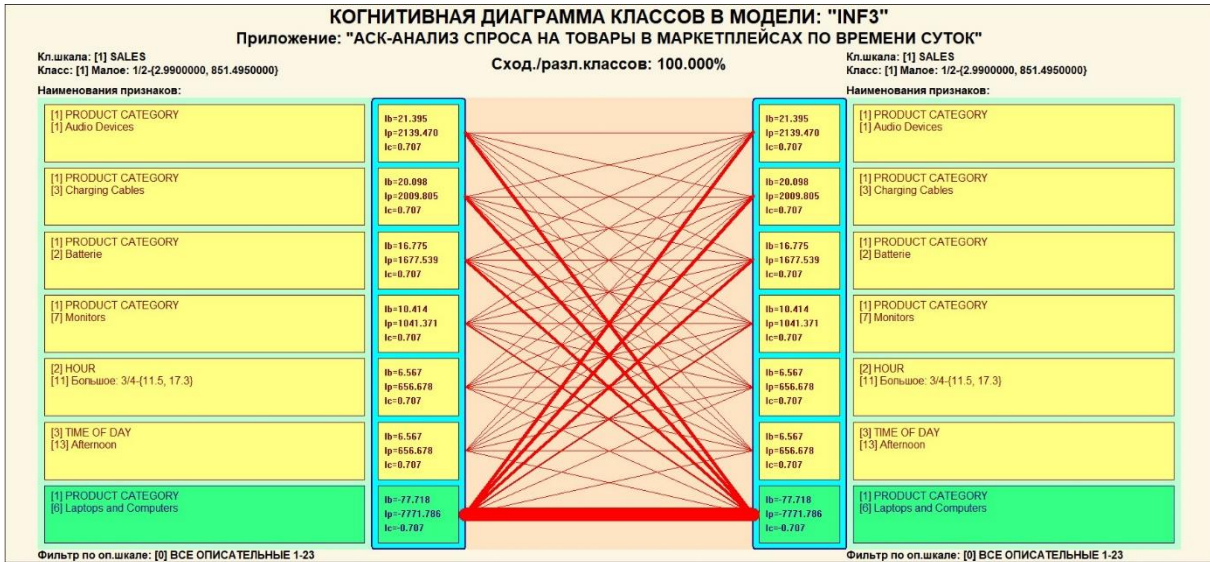 КОГНИТИВНАЯ ДИАГРАММА КЛАССОВ В МОДЕЛИ: "INF3"
Приложение: "АСК-АНАЛИЗ СПРОСА НА ТОВАРЫ В МАРКЕТПЛЕЙСАХ ПО ВРЕМЕНИ СУТОК"
Кл.шкала: [1] SALES
Класс: [1] Малое: 1/2-{2.9900000, 851.4950000}
Наименования признаков:
Сход./разл.классов: 100.000%
Кл.шкала: [1] SALES
Класс: [1] Малое: 1/2-{2.9900000, 851.4950000}
Наименования признаков:
[1] PRODUCT CATEGORY
[1] Audio Devices
Ib=21.395
Ip=2139.470
Ic=0.707
Ib=21.395
Ip=2139.470
Ic=0.707
[1] PRODUCT CATEGORY
[1] Audio Devices
[1] PRODUCT CATEGORY
[3] Charging Cables
Ib=20.098
Ip=2009.805
Ic=0.707
Ib=20.098
Ip=2009.805
Ic=0.707
[1] PRODUCT CATEGORY
[3] Charging Cables
[1] PRODUCT CATEGORY
[2] Batterie
Ib=16.775
Ip=1677.539
Ic=0.707
Ib=16.775
Ip=1677.539
Ic=0.707
[1] PRODUCT CATEGORY
[2] Batterie
[1] PRODUCT CATEGORY
[7] Monitors
Ib=10.414
Ip=1041.371
Ic=0.707
Ib=10.414
Ip=1041.371
Ic=0.707
[1] PRODUCT CATEGORY
[7] Monitors
[2] HOUR
[11] Большое: 3/4-{11.5, 17.3}
Ib=6.567
Ip=656.678
Ic=0.707
Ib=6.567
Ip=656.678
Ic=0.707
[2] HOUR
[11] Большое: 3/4-{11.5, 17.3}
[3] TIME OF DAY
[13] Afternoon
Ib=6.567
Ip=656.678
Ic=0.707
Ib=6.567
Ip=656.678
Ic=0.707
[3] TIME OF DAY
[13] Afternoon
[1] PRODUCT CATEGORY
[6] Laptops and Computers
Ib=-77.718
Ip=-7771.786
Ic=-0.707
Ib=-77.718
Ip=-7771.786
Ic=-0.707
[1] PRODUCT CATEGORY
[6] Laptops and Computers
Фильтр по оп.шкале: [0] ВСЕ ОПИСАТЕЛЬНЫЕ 1-23
Фильтр по оп.шкале: [0] ВСЕ ОПИСАТЕЛЬНЫЕ 1-23